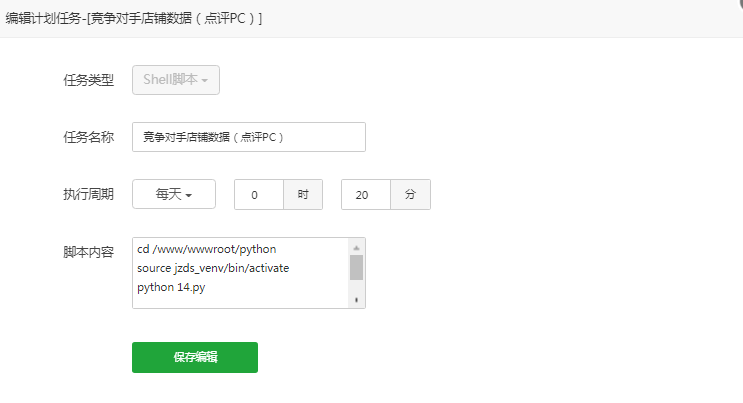 编辑计划任务-[竞争对手店铺数据（点评PC）]
任务类型 Shell脚本
任务名称 竞争对手店铺数据（点评PC）
执行周期 每天 0 时 20 分
脚本内容 cd /www/wwwroot/python
source jzds_venv/bin/activate
python 14.py
保存编辑